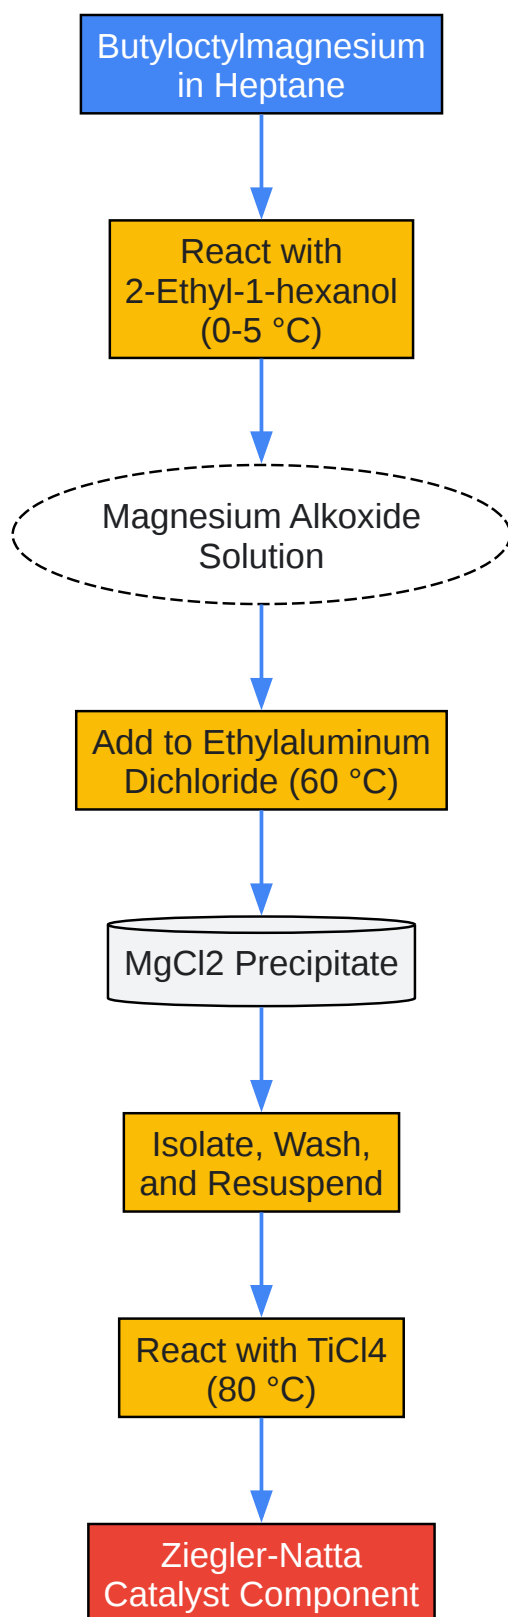 Butyloctylmagnesium
in Heptane
React with
2-Ethyl-1-hexanol
(0-5 °C)
Magnesium Alkoxide
Solution
Add to Ethylaluminum
Dichloride (60 °C)
MgCl2 Precipitate
Isolate, Wash,
and Resuspend
React with TiCl4
(80 °C)
Ziegler-Natta
Catalyst Component